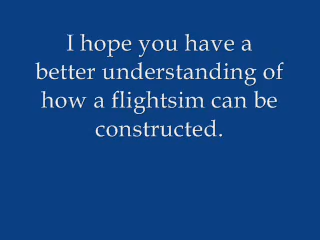 I hope you have a
better understanding of
how a flightsim can be
constructed.